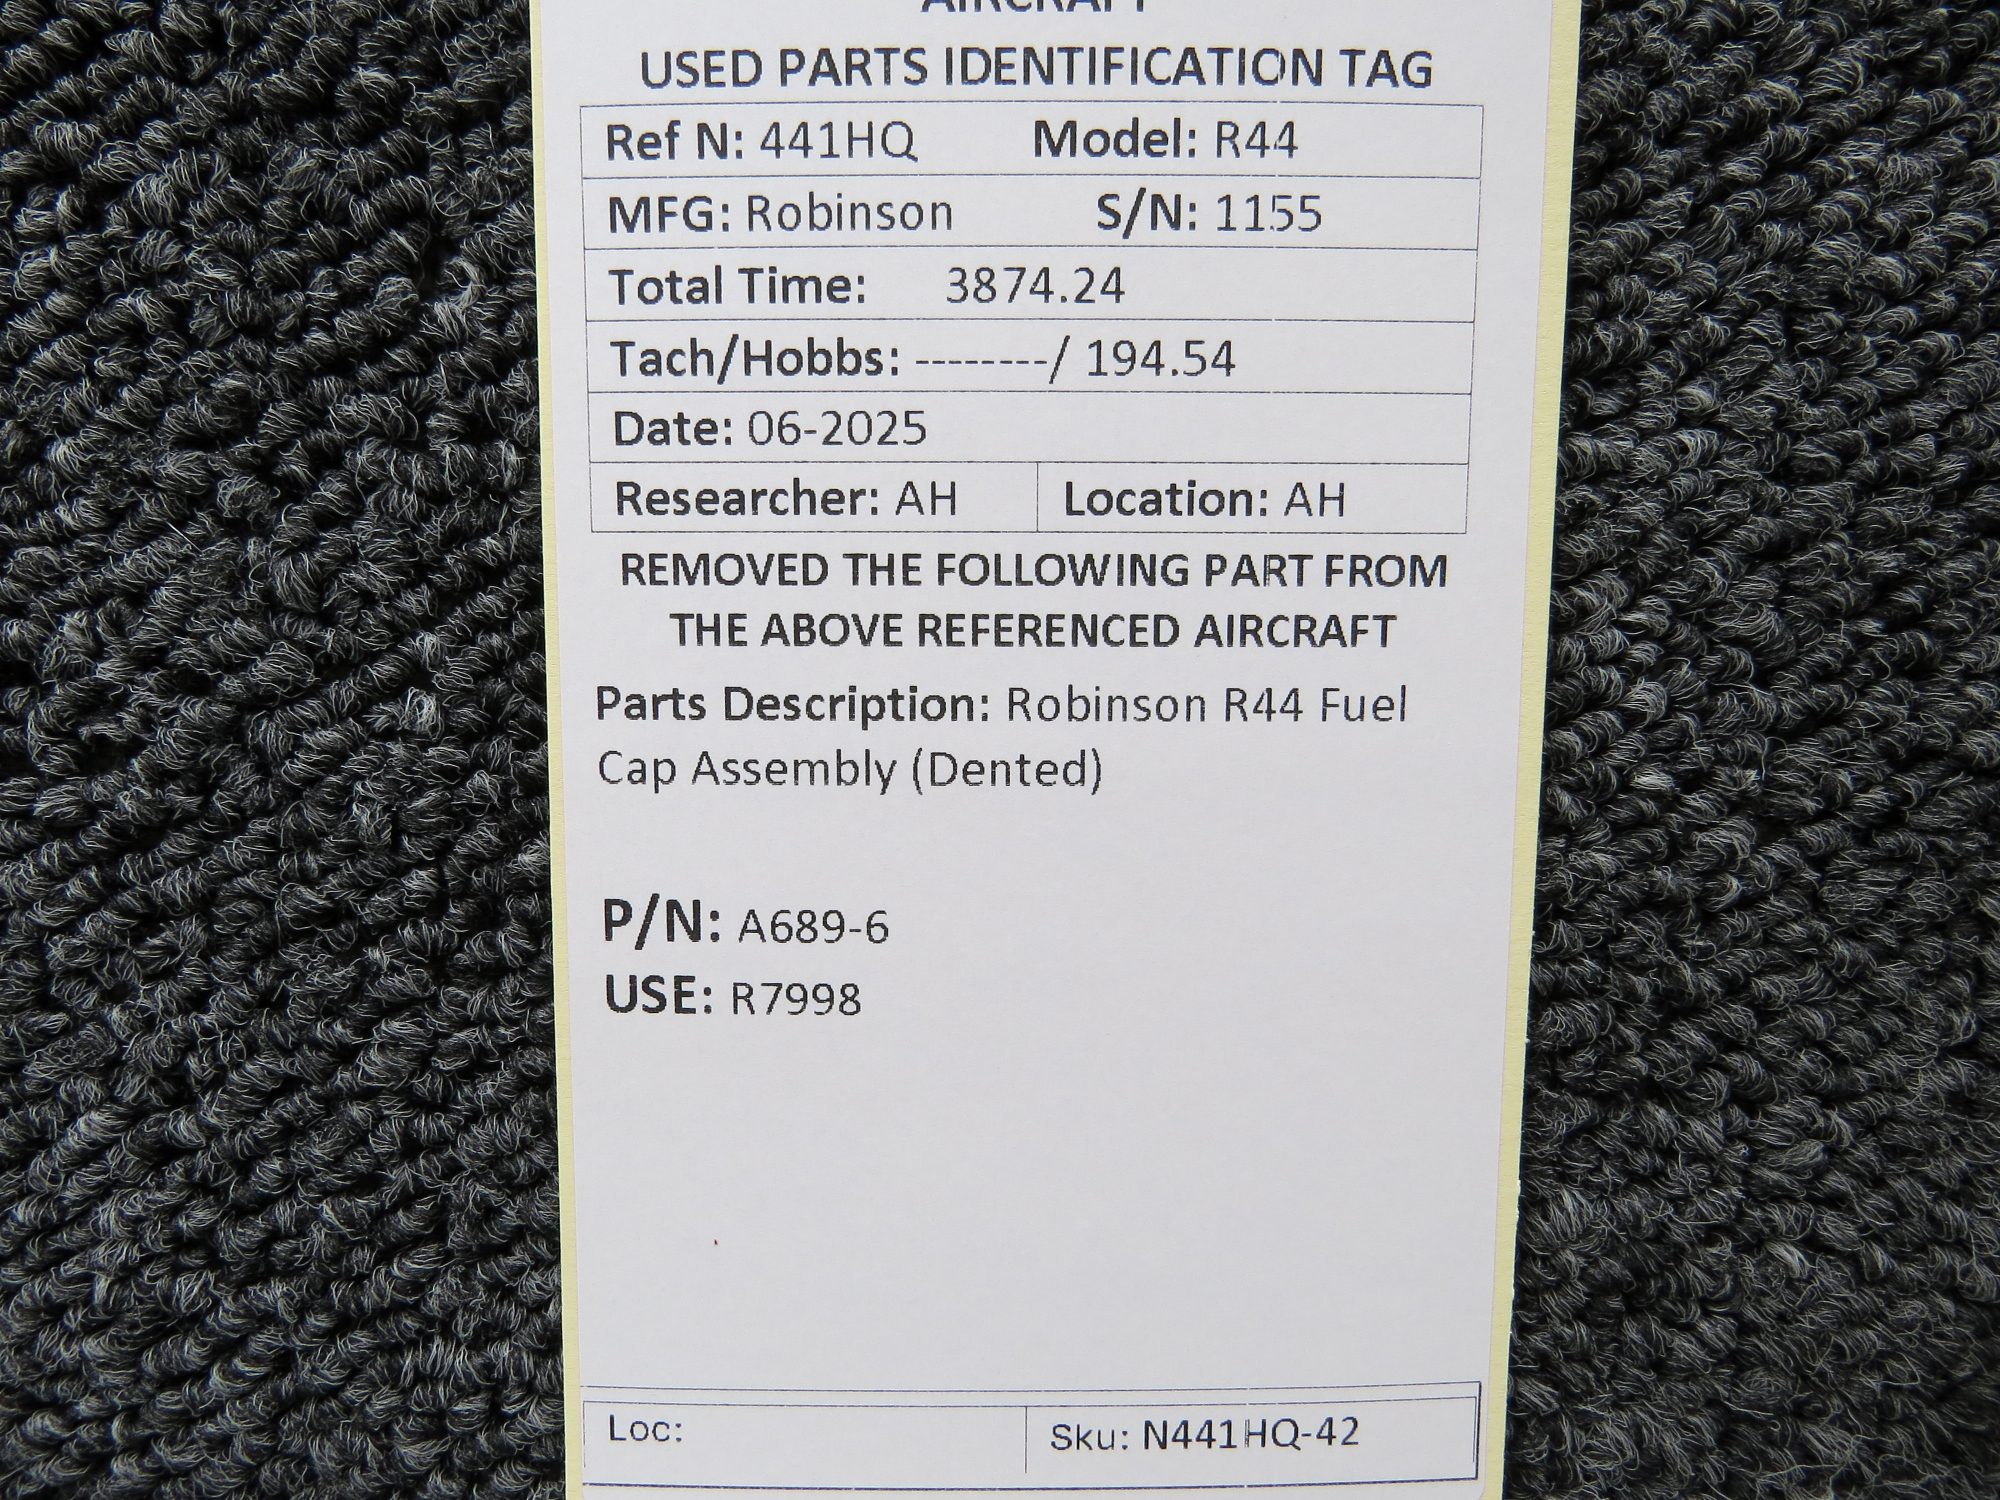 AIRCRAFT
USED PARTS IDENTIFICATION TAG
Ref N: 441HQ Model: R44
MFG: Robinson S/N: 1155
Total Time: 3874.24
Tach/Hobbs: --------/ 194.54
Date: 06-2025
Researcher: AH Location: AH
REMOVED THE FOLLOWING PART FROM
THE ABOVE REFERENCED AIRCRAFT
Parts Description: Robinson R44 Fuel
Cap Assembly (Dented)
P/N: A689-6
USE: R7998
Loc: Sku: N441HQ-42